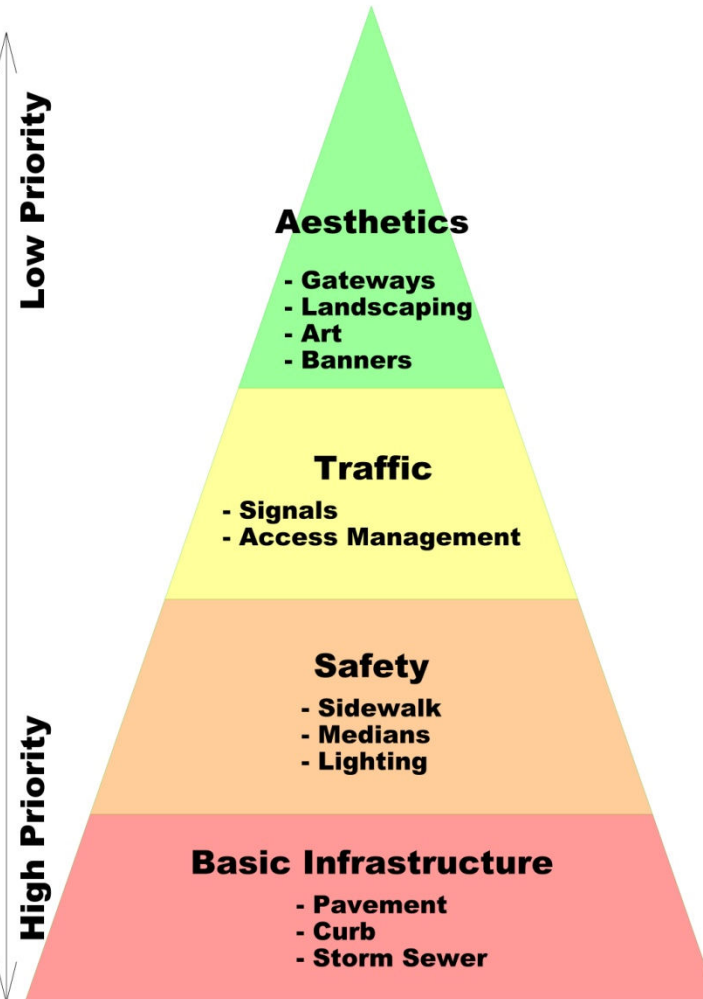 Low Priority
Aesthetics
- Gateways
- Landscaping
- Art
- Banners
Traffic
- Signals
- Access Management
Safety
- Sidewalk
- Medians
- Lighting
High Priority
Basic Infrastructure
- Pavement
- Curb
- Storm Sewer